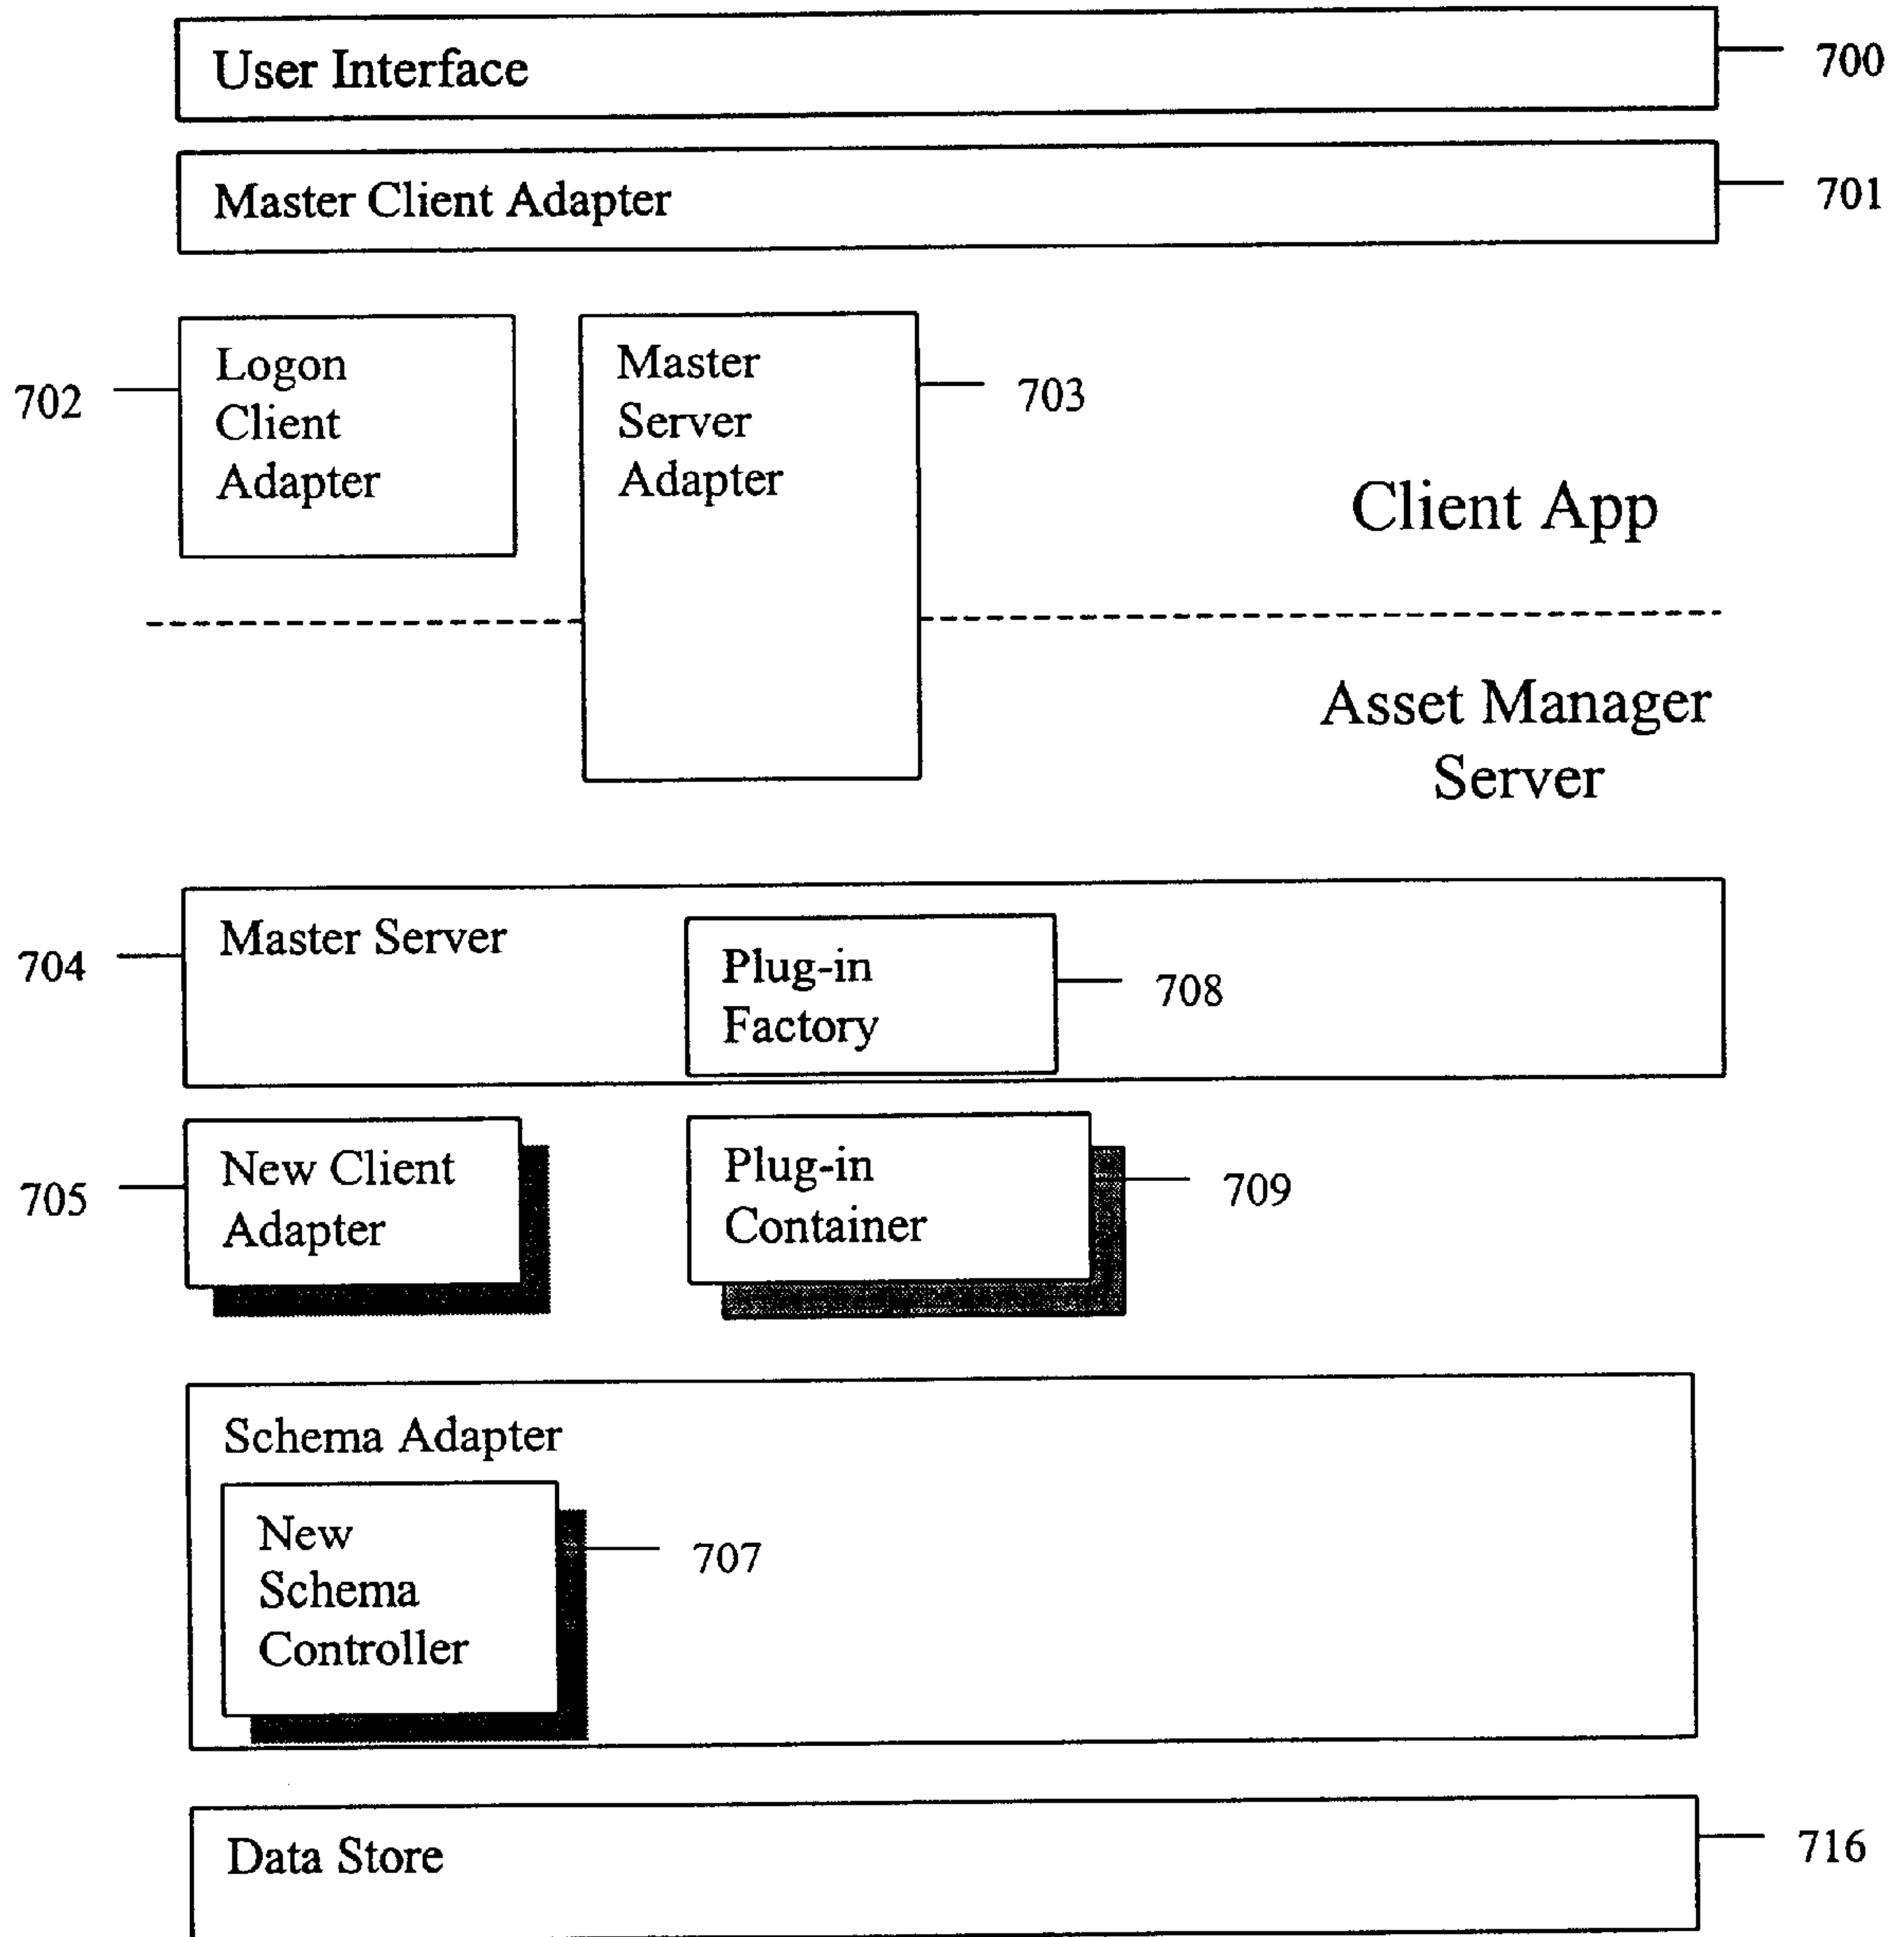 User Interface
700
Master Client Adapter
701
702
Logon
Client
Adapter
Master
Server
Adapter
703
Client App
Asset Manager
Server
704
Master Server
Plug-in
Factory
708
705
New Client
Adapter
Plug-in
Container
709
Schema Adapter
New
Schema
Controller
707
Data Store
716